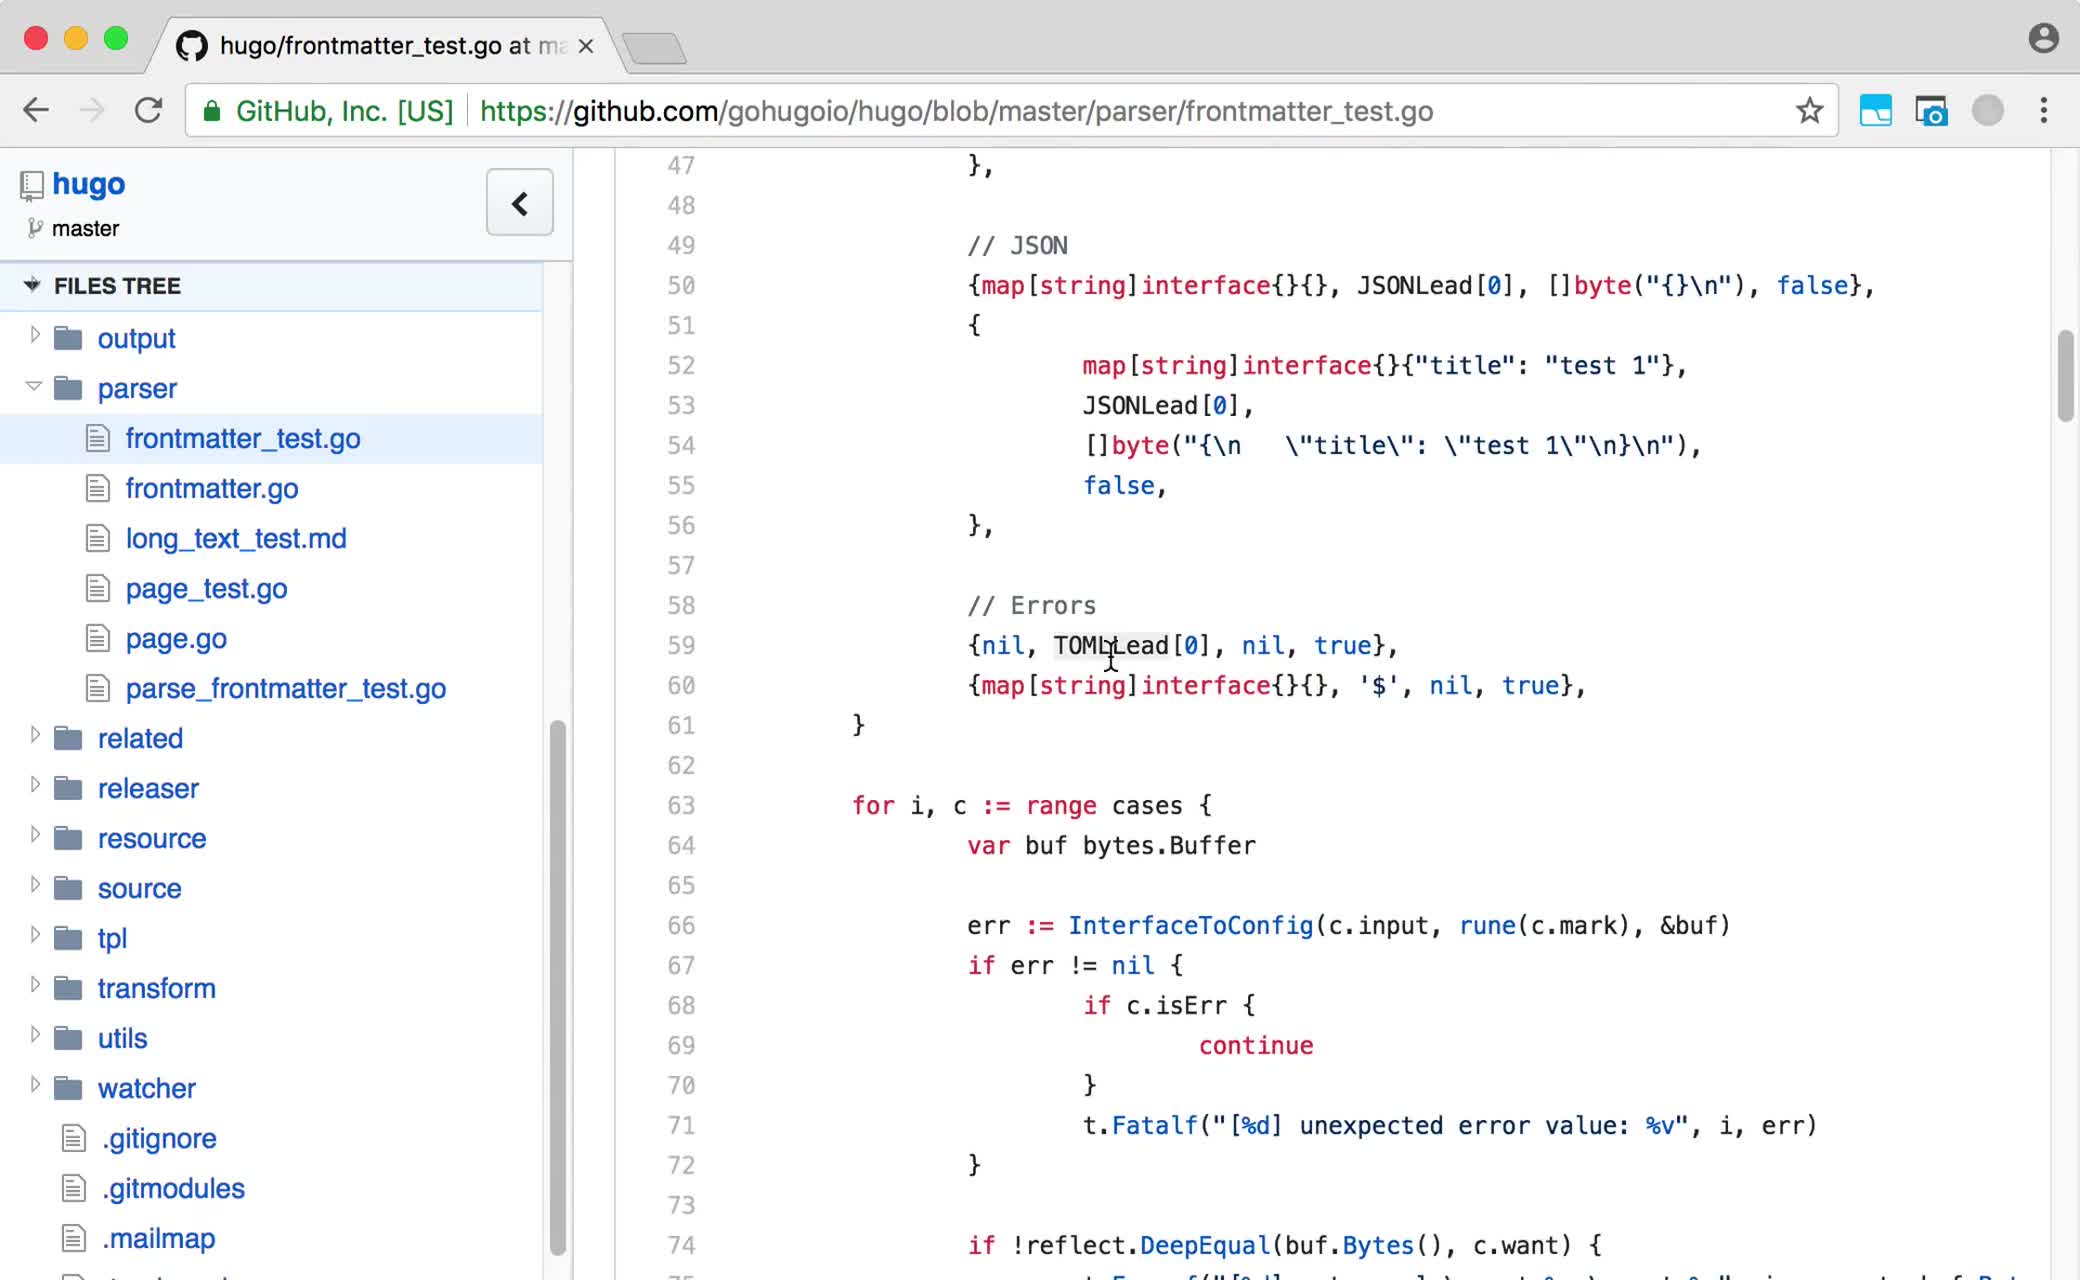 hugo/frontmatter_test.go at ma
GitHub, Inc. [US] https://github.com/gohugoio/hugo/blob/master/parser/frontmatter_test.go
hugo
master
FILES TREE
output
parser
frontmatter_test.go
frontmatter.go
long_text_test.md
page_test.go
page.go
parse_frontmatter_test.go
related
releaser
resource
source
tpl
transform
utils
watcher
.gitignore
.gitmodules
.mailmap
47 },
48
49 // JSON
50 {map[string]interface{}{}, JSONLead[0], []byte("{}\n"), false},
51 {
52 map[string]interface{}{"title": "test 1"},
53 JSONLead[0],
54 []byte("{\n   \"title\": \"test 1\"\n}\n"),
55 false,
56 },
57
58 // Errors
59 {nil, TOMLLead[0], nil, true},
60 {map[string]interface{}{}, '$', nil, true},
61 }
62
63 for i, c := range cases {
64 var buf bytes.Buffer
65
66 err := InterfaceToConfig(c.input, rune(c.mark), &buf)
67 if err != nil {
68 if c.isErr {
69 continue
70 }
71 t.Fatalf("[%d] unexpected error value: %v", i, err)
72 }
73
74 if !reflect.DeepEqual(buf.Bytes(), c.want) {